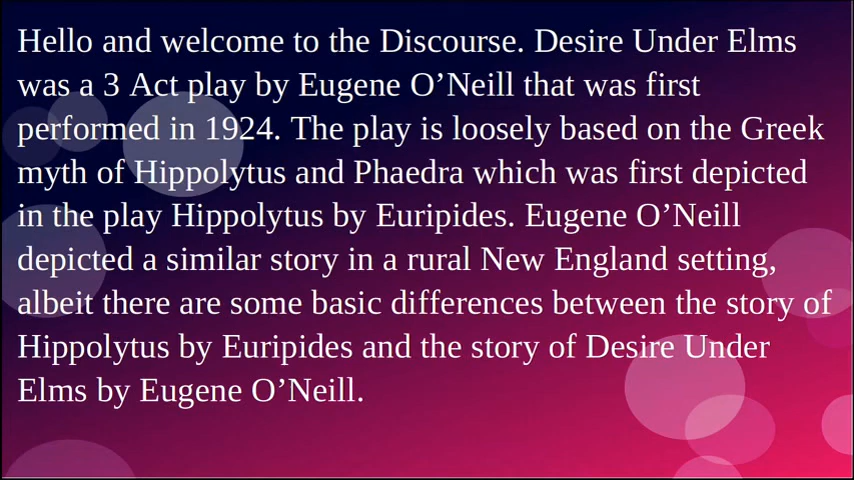 Hello and welcome to the Discourse. Desire Under Elms
was a 3 Act play by Eugene O’Neill that was first
performed in 1924. The play is loosely based on the Greek
myth of Hippolytus and Phaedra which was first depicted
in the play Hippolytus by Euripides. Eugene O’Neill
depicted a similar story in a rural New England setting,
albeit there are some basic differences between the story of
Hippolytus by Euripides and the story of Desire Under
Elms by Eugene O’Neill.